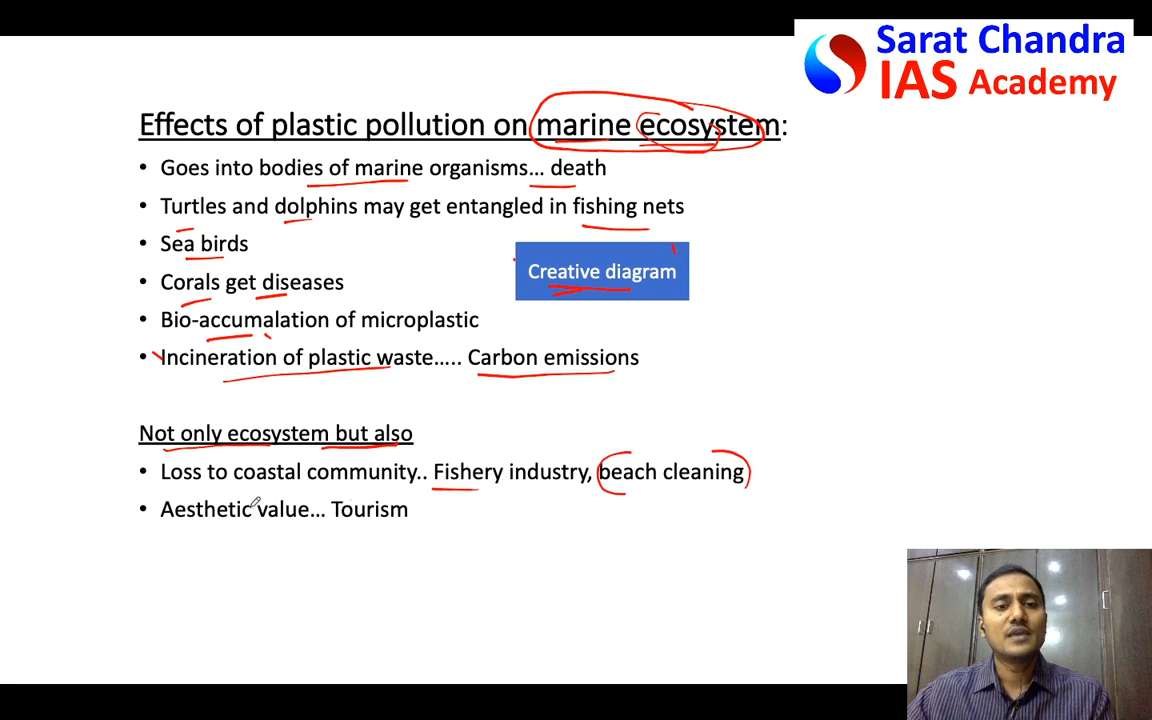 Sarat Chandra
IAS Academy
Effects of plastic pollution on marine ecosystem:
• Goes into bodies of marine organisms... death
• Turtles and dolphins may get entangled in fishing nets
• Sea birds
Creative diagram
• Corals get diseases
• Bio-accumalation of microplastic
• Incineration of plastic waste..... Carbon emissions
Not only ecosystem but also
• Loss to coastal community.. Fishery industry, beach cleaning
• Aesthetic value... Tourism